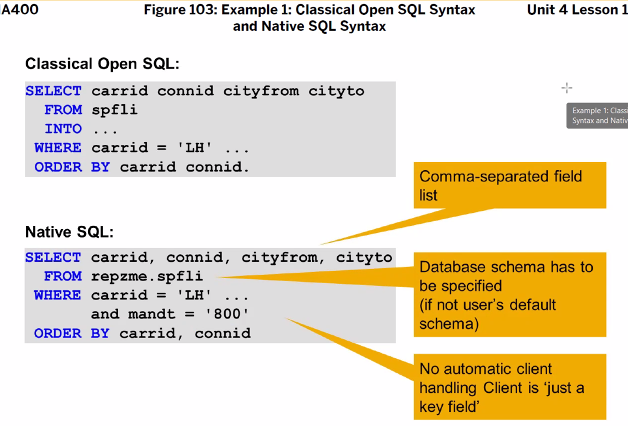 IA400
Figure 103: Example 1: Classical Open SQL Syntax
and Native SQL Syntax
Unit 4 Lesson 1
Classical Open SQL:
SELECT carrid connid cityfrom cityto
FROM spfli
INTO ...
WHERE carrid = 'LH' ...
ORDER BY carrid connid.
Example 1: Class
Syntax and Nativ
Comma-separated field
list
Native SQL:
SELECT carrid, connid, cityfrom, cityto
FROM repzme.spfli
WHERE carrid = 'LH' ...
and mandt = '800'
ORDER BY carrid, connid
Database schema has to
be specified
(if not user's default
schema)
No automatic client
handling Client is ‘just a
key field’